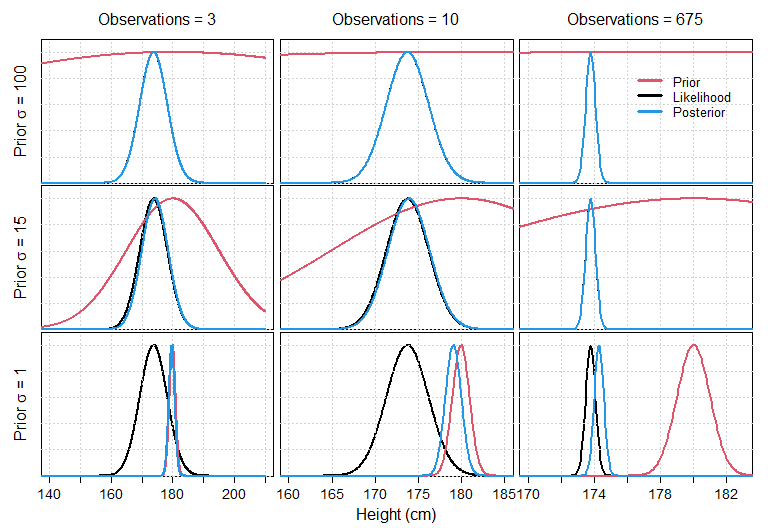 Observations = 3 Observations = 10 Observations = 675
Prior σ = 100
Prior
Likelihood
Posterior
Prior σ = 15
Prior σ = 1
140 160 180 200 160 165 170 175 180 185 170 174 178 182
Height (cm)